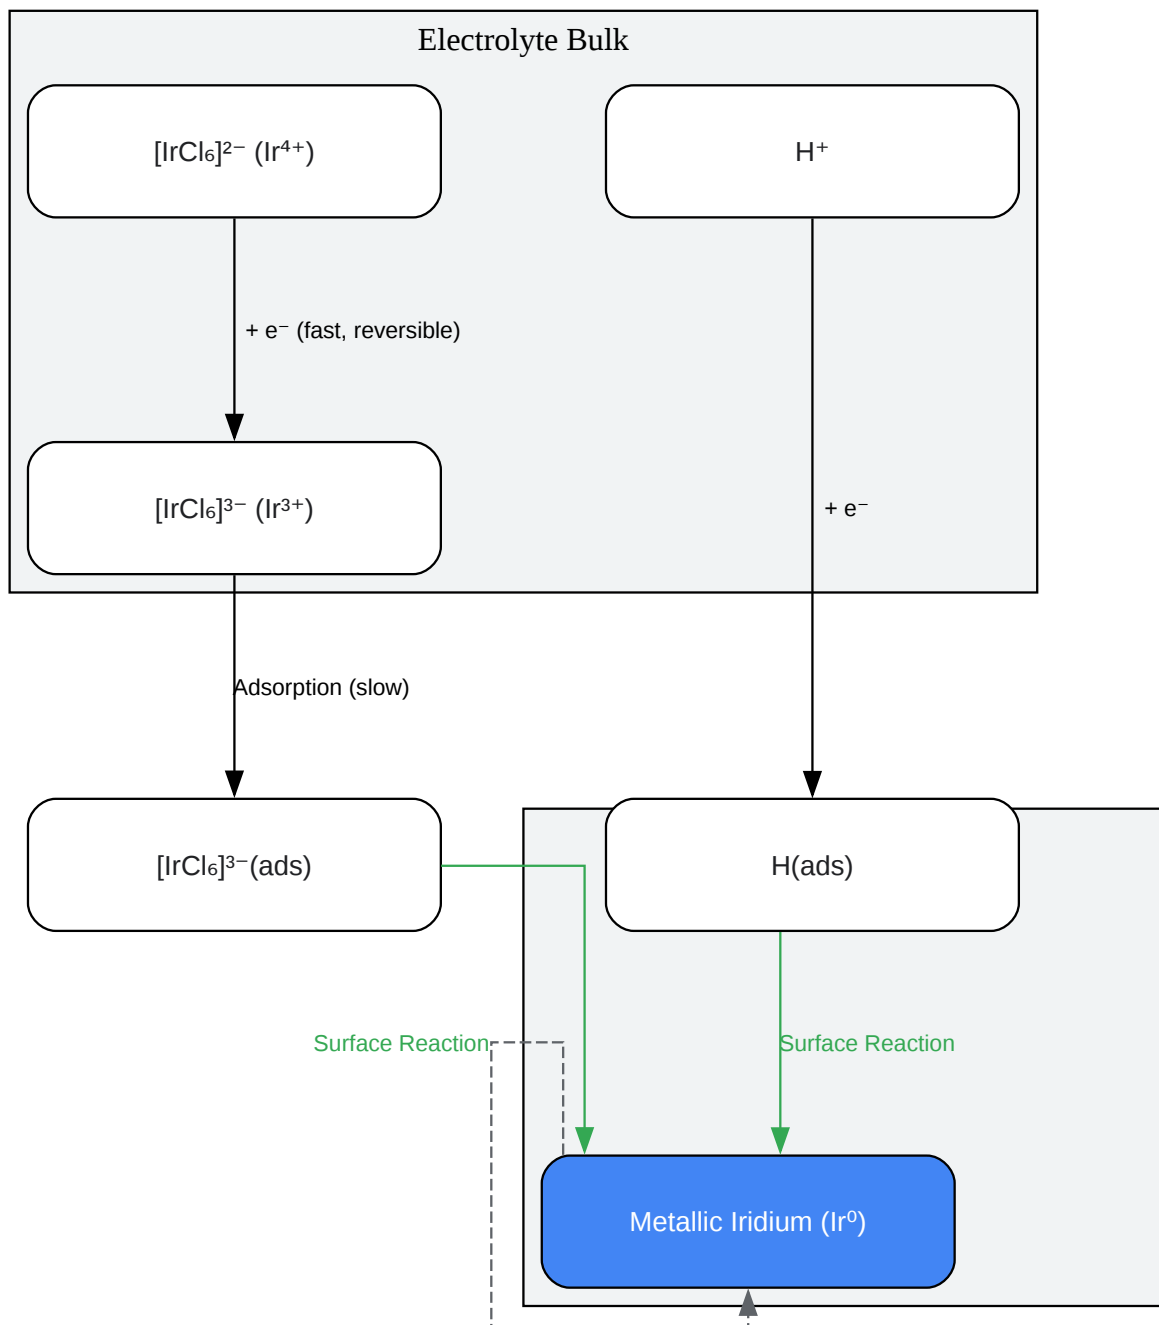 Electrolyte Bulk
[IrCl₆]²⁻ (Ir⁴⁺)
H⁺
+ e⁻ (fast, reversible)
[IrCl₆]³⁻ (Ir³⁺)
+ e⁻
Adsorption (slow)
[IrCl₆]³⁻(ads)
H(ads)
Surface Reaction
Surface Reaction
Metallic Iridium (Ir⁰)